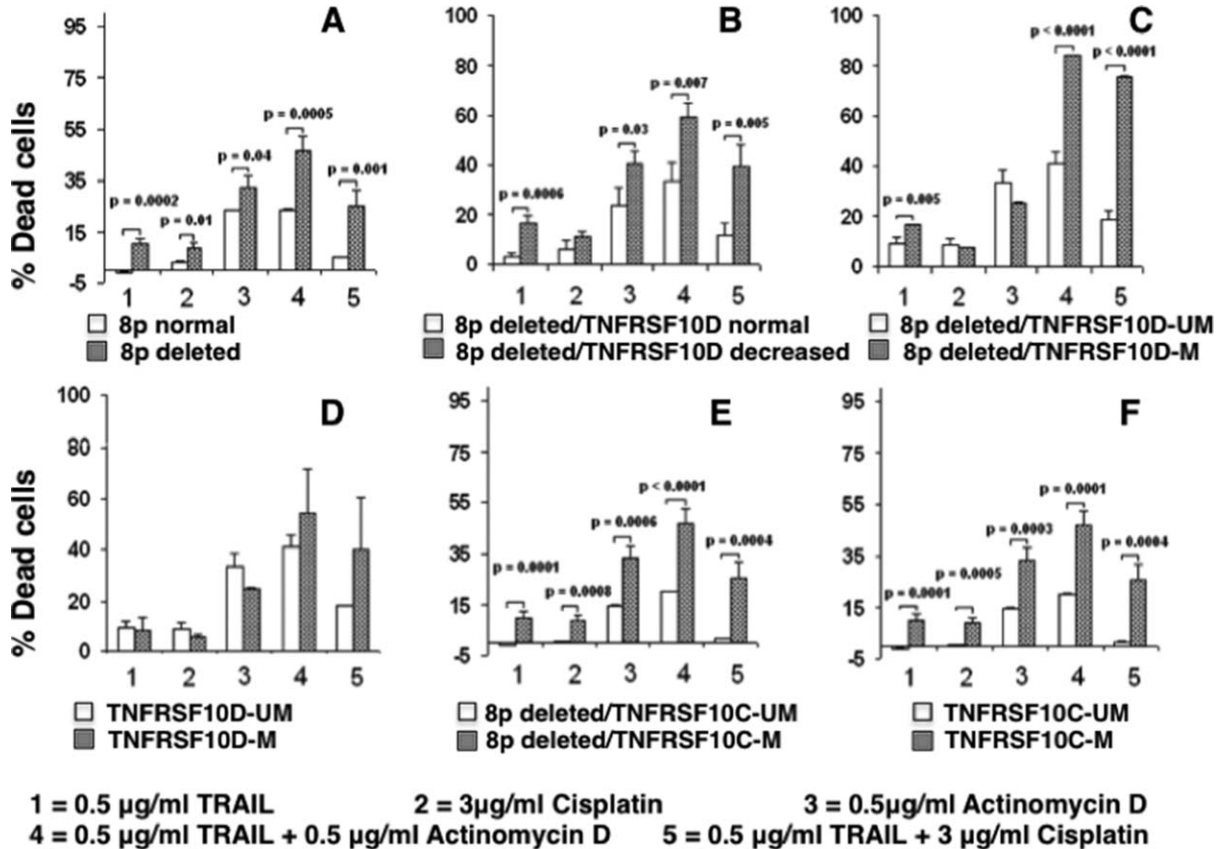 A
% Dead cells
95
75
55
35
15
-5
p = 0.0002
p = 0.01
p = 0.04
p = 0.0005
p = 0.001
1 2 3 4 5
8p normal
8p deleted
B
100
80
60
40
20
0
p = 0.0006
p = 0.03
p = 0.007
p = 0.005
1 2 3 4 5
8p deleted/TNFRSF10D normal
8p deleted/TNFRSF10D decreased
C
100
80
60
40
20
0
p = 0.005
p < 0.0001
p < 0.0001
1 2 3 4 5
8p deleted/TNFRSF10D-UM
8p deleted/TNFRSF10D-M
D
% Dead cells
100
80
60
40
20
0
1 2 3 4 5
TNFRSF10D-UM
TNFRSF10D-M
E
95
75
55
35
15
-5
p = 0.0001
p = 0.0008
p = 0.0006
p < 0.0001
p = 0.0004
1 2 3 4 5
8p deleted/TNFRSF10C-UM
8p deleted/TNFRSF10C-M
F
95
75
55
35
15
-5
p = 0.0001
p = 0.0005
p = 0.0003
p = 0.0001
p = 0.0004
1 2 3 4 5
TNFRSF10C-UM
TNFRSF10C-M
1 = 0.5 µg/ml TRAIL 2 = 3µg/ml Cisplatin 3 = 0.5µg/ml Actinomycin D
4 = 0.5 µg/ml TRAIL + 0.5 µg/ml Actinomycin D 5 = 0.5 µg/ml TRAIL + 3 µg/ml Cisplatin